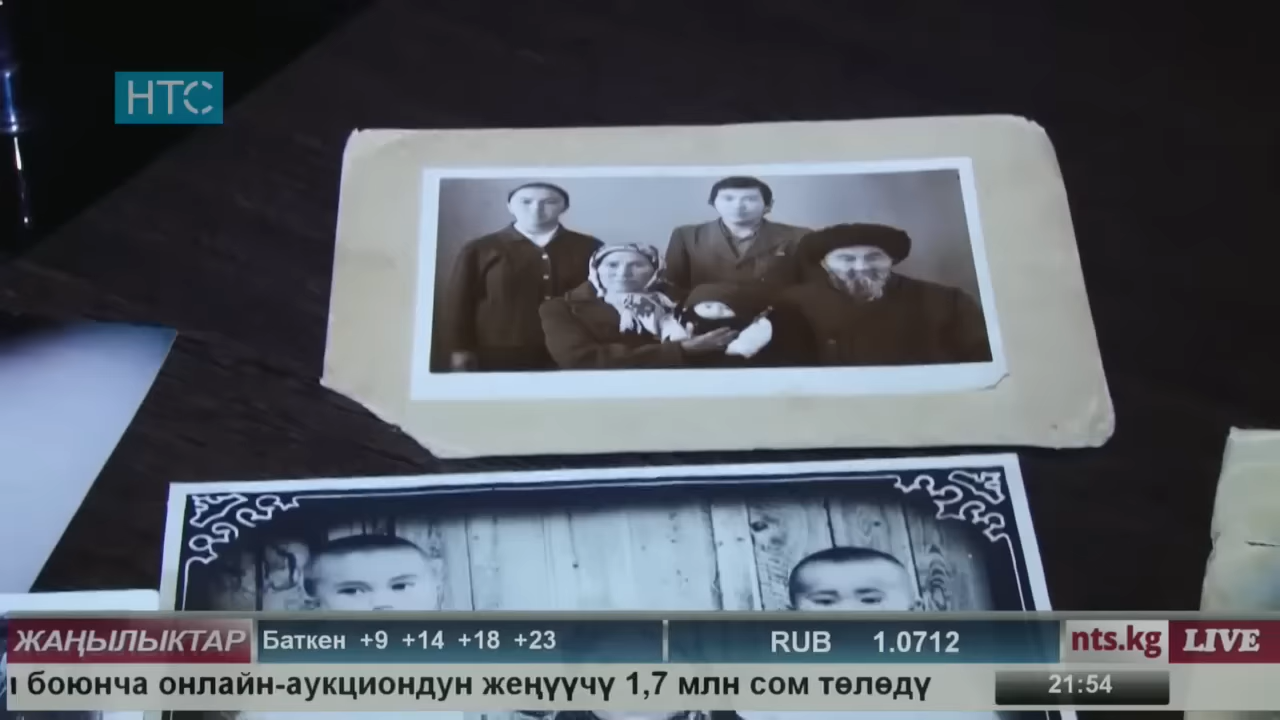 НТС
ЖАҢЫЛЫКТАР
Баткен +9 +14 +18 +23
RUB 1.0712
nts.kg
LIVE
боюнча онлайн-аукциондун жеңүүчү 1,7 млн сом төлөдү
21:54